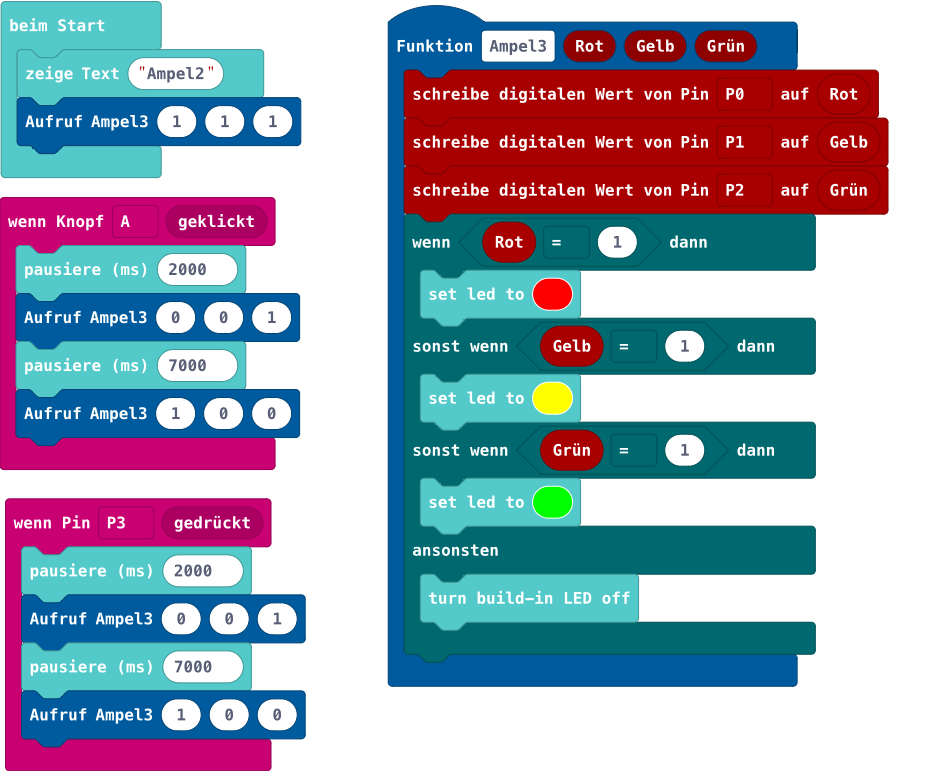 beim Start
zeige Text "Ampel2"
Aufruf Ampel3 1 1 1
wenn Knopf A geklickt
pausiere (ms) 2000
Aufruf Ampel3 0 0 1
pausiere (ms) 7000
Aufruf Ampel3 1 0 0
wenn Pin P3 gedrückt
pausiere (ms) 2000
Aufruf Ampel3 0 0 1
pausiere (ms) 7000
Aufruf Ampel3 1 0 0
Funktion Ampel3 Rot Gelb Grün
schreibe digitalen Wert von Pin P0 auf Rot
schreibe digitalen Wert von Pin P1 auf Gelb
schreibe digitalen Wert von Pin P2 auf Grün
wenn Rot = 1 dann
set led to
sonst wenn Gelb = 1 dann
set led to
sonst wenn Grün = 1 dann
set led to
ansonsten
turn build-in LED off